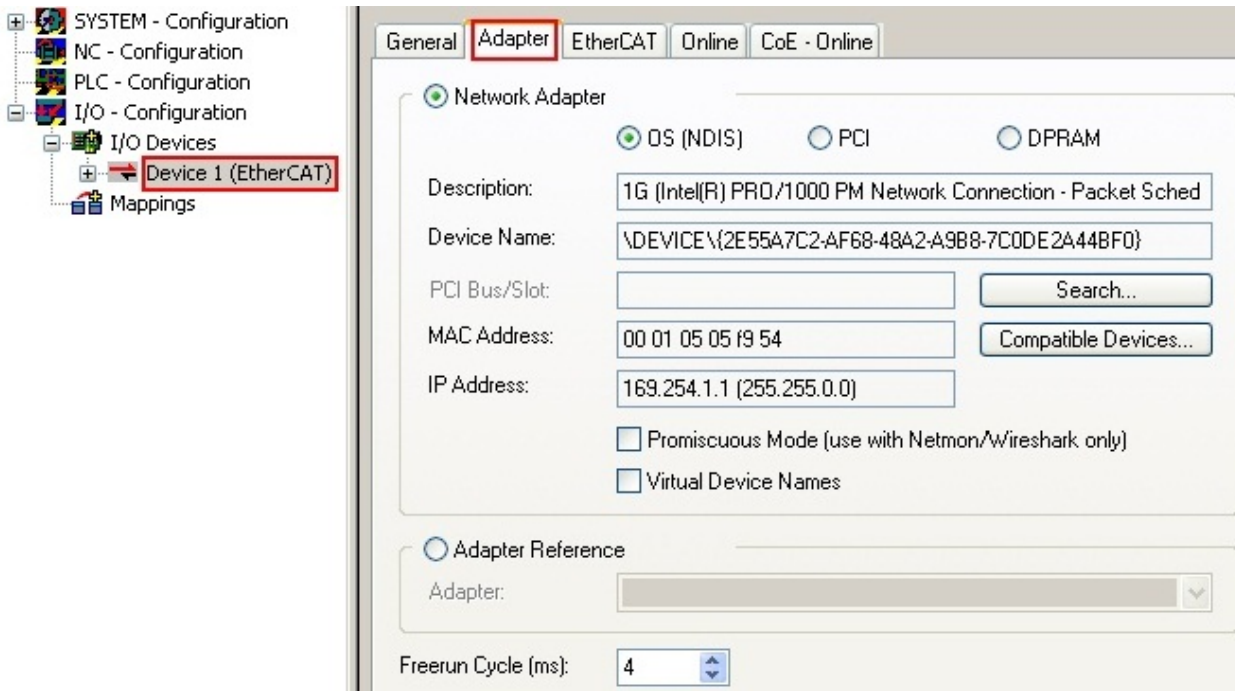 SYSTEM - Configuration
NC - Configuration
PLC - Configuration
I/O - Configuration
I/O Devices
Device 1 (EtherCAT)
Mappings
General Adapter EtherCAT Online CoE - Online
Network Adapter
OS (NDIS) PCI DPRAM
Description: 1G (Intel(R) PRO/1000 PM Network Connection - Packet Sched
Device Name: \DEVICE\{2E55A7C2-AF68-48A2-A9B8-7C0DE2A44BF0}
PCI Bus/Slot: Search...
MAC Address: 00 01 05 05 f9 54 Compatible Devices...
IP Address: 169.254.1.1 (255.255.0.0)
Promiscuous Mode (use with Netmon/Wireshark only)
Virtual Device Names
Adapter Reference
Adapter:
Freerun Cycle (ms): 4